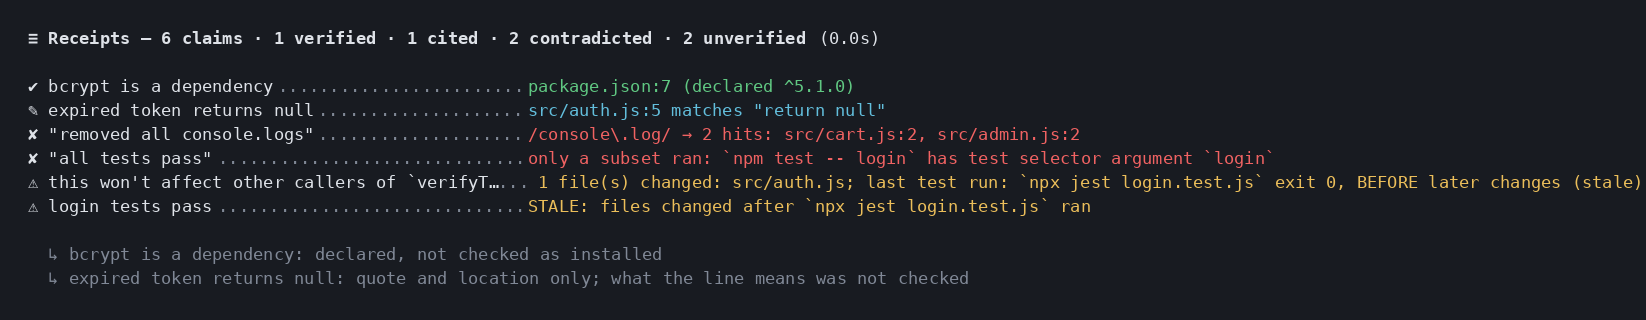 ≡ Receipts — 6 claims · 1 verified · 1 cited · 2 contradicted · 2 unverified (0.0s)
✔ bcrypt is a dependency........................package.json:7 (declared ^5.1.0)
✎ expired token returns null....................src/auth.js:5 matches "return null"
✘ "removed all console.logs"....................​/console\.log/ → 2 hits: src/cart.js:2, src/admin.js:2
✘ "all tests pass"..............................only a subset ran: `npm test -- login` has test selector argument `login`
⚠ this won't affect other callers of `verifyT…... 1 file(s) changed: src/auth.js; last test run: `npx jest login.test.js` exit 0, BEFORE later changes (stale)
⚠ login tests pass..............................STALE: files changed after `npx jest login.test.js` ran
↳ bcrypt is a dependency: declared, not checked as installed
↳ expired token returns null: quote and location only; what the line means was not checked